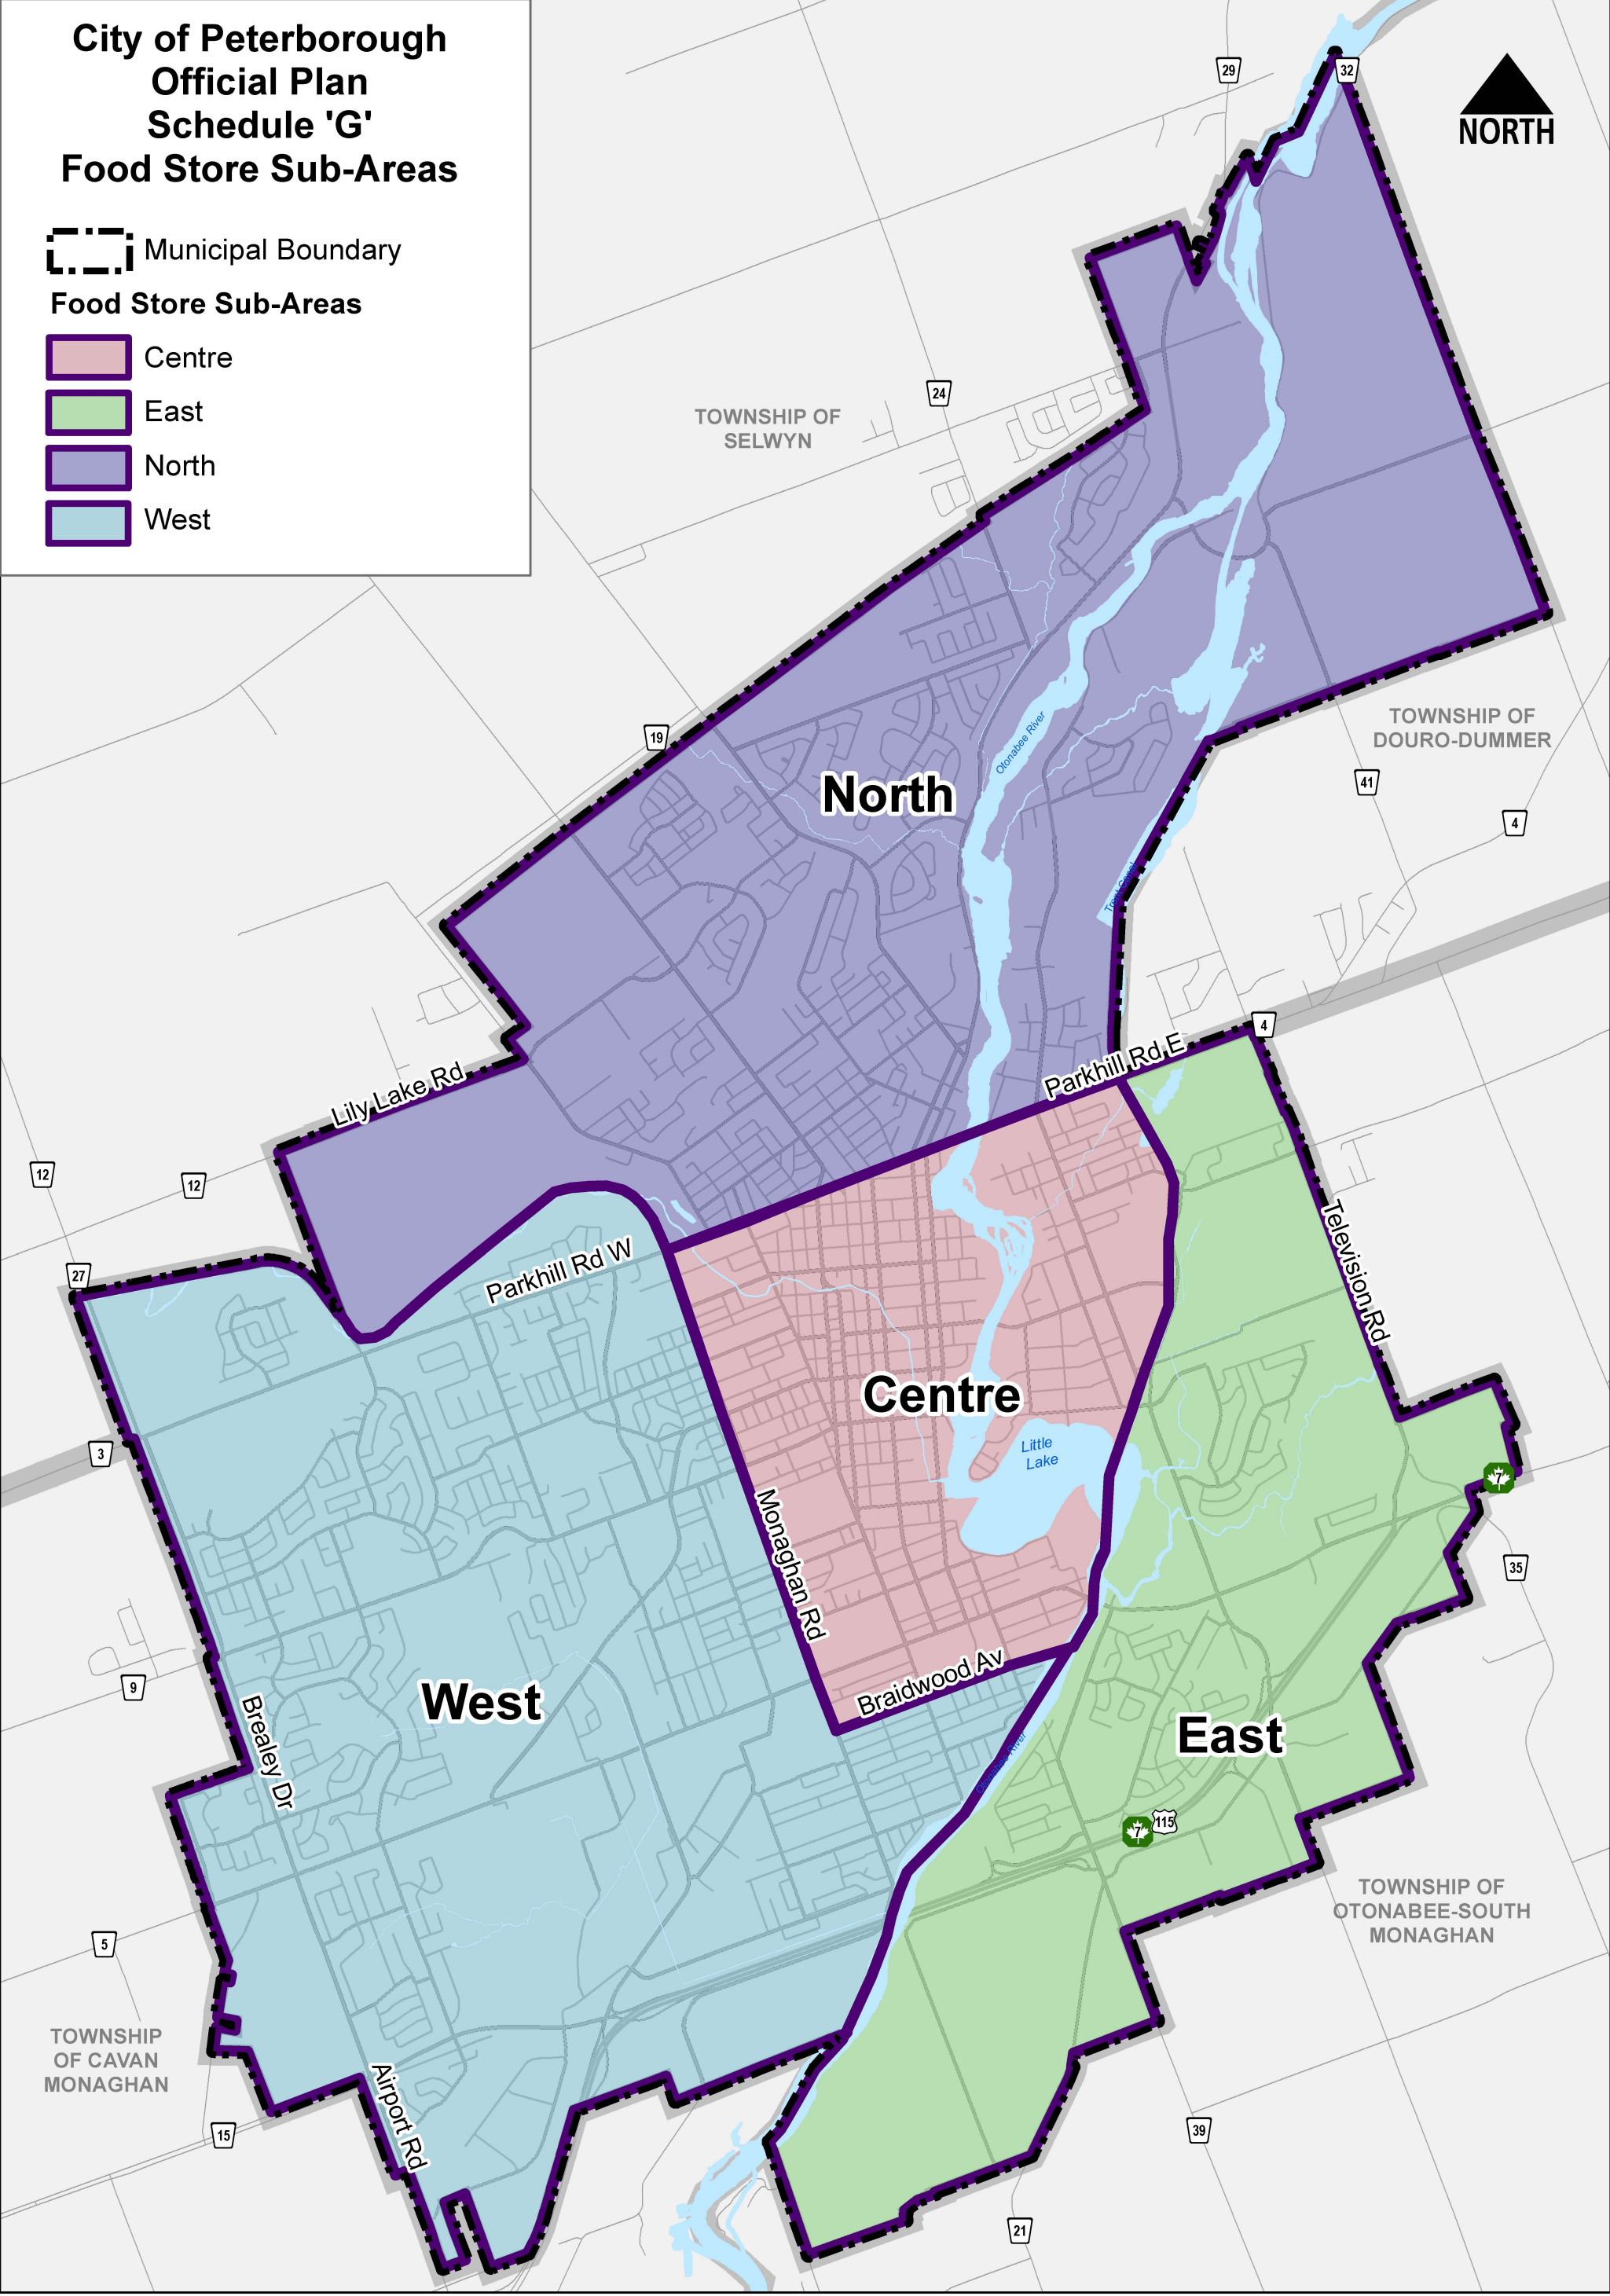 City of Peterborough
Official Plan
Schedule 'G'
Food Store Sub-Areas
Municipal Boundary
Food Store Sub-Areas
Centre
East
North
West
NORTH
29
32
24
TOWNSHIP OF
SELWYN
19
Otonabee River
North
TOWNSHIP OF
DOURO-DUMMER
41
4
Trent Canal
4
Parkhill Rd E
Lily Lake Rd
12
12
27
Parkhill Rd W
Television Rd
Centre
Little
Lake
3
7
Monaghan Rd
35
9
Braidwood Av
West
Brealey Dr
East
Otonabee River
7
115
TOWNSHIP OF
OTONABEE-SOUTH
MONAGHAN
5
TOWNSHIP
OF CAVAN
MONAGHAN
Airport Rd
15
39
21